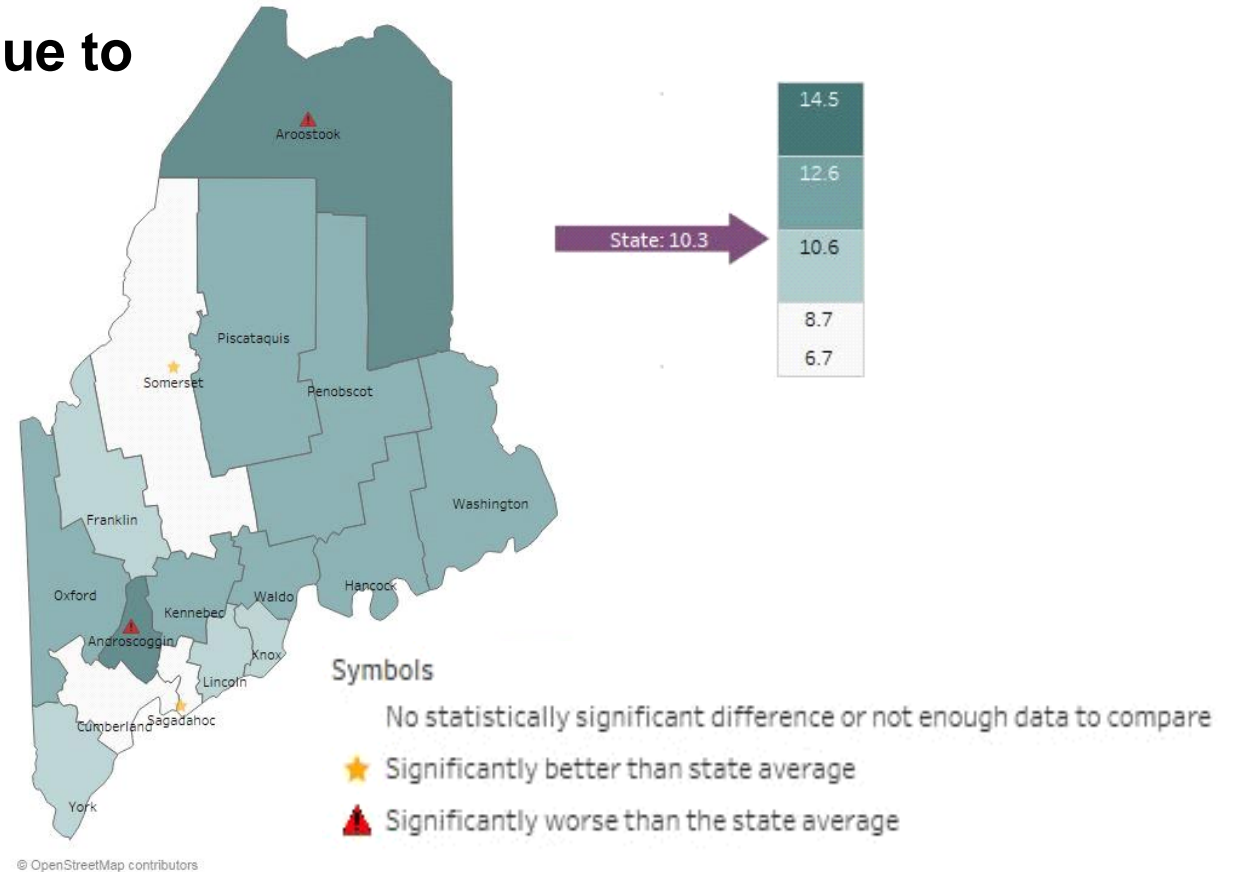 ue to
Aroostook
14.5
12.6
State: 10.3
10.6
8.7
6.7
Piscataquis
Somerset
Penobscot
Washington
Franklin
Oxford
Kennebec
Waldo
Hancock
Androscoggin
Knox
Lincoln
Cumberland
Sagadahoc
York
Symbols
No statistically significant difference or not enough data to compare
Significantly better than state average
Significantly worse than the state average
© OpenStreetMap contributors